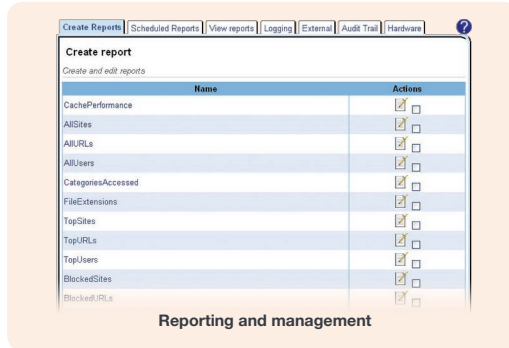 Create Reports Scheduled Reports View reports Logging External Audit Trail Hardware ?
Create report
Create and edit reports
Name Actions
CachePerformance
AllSites
AllURLs
AllUsers
CategoriesAccessed
FileExtensions
TopSites
TopURLs
TopUsers
BlockedSites
BlockedURLs
Reporting and management